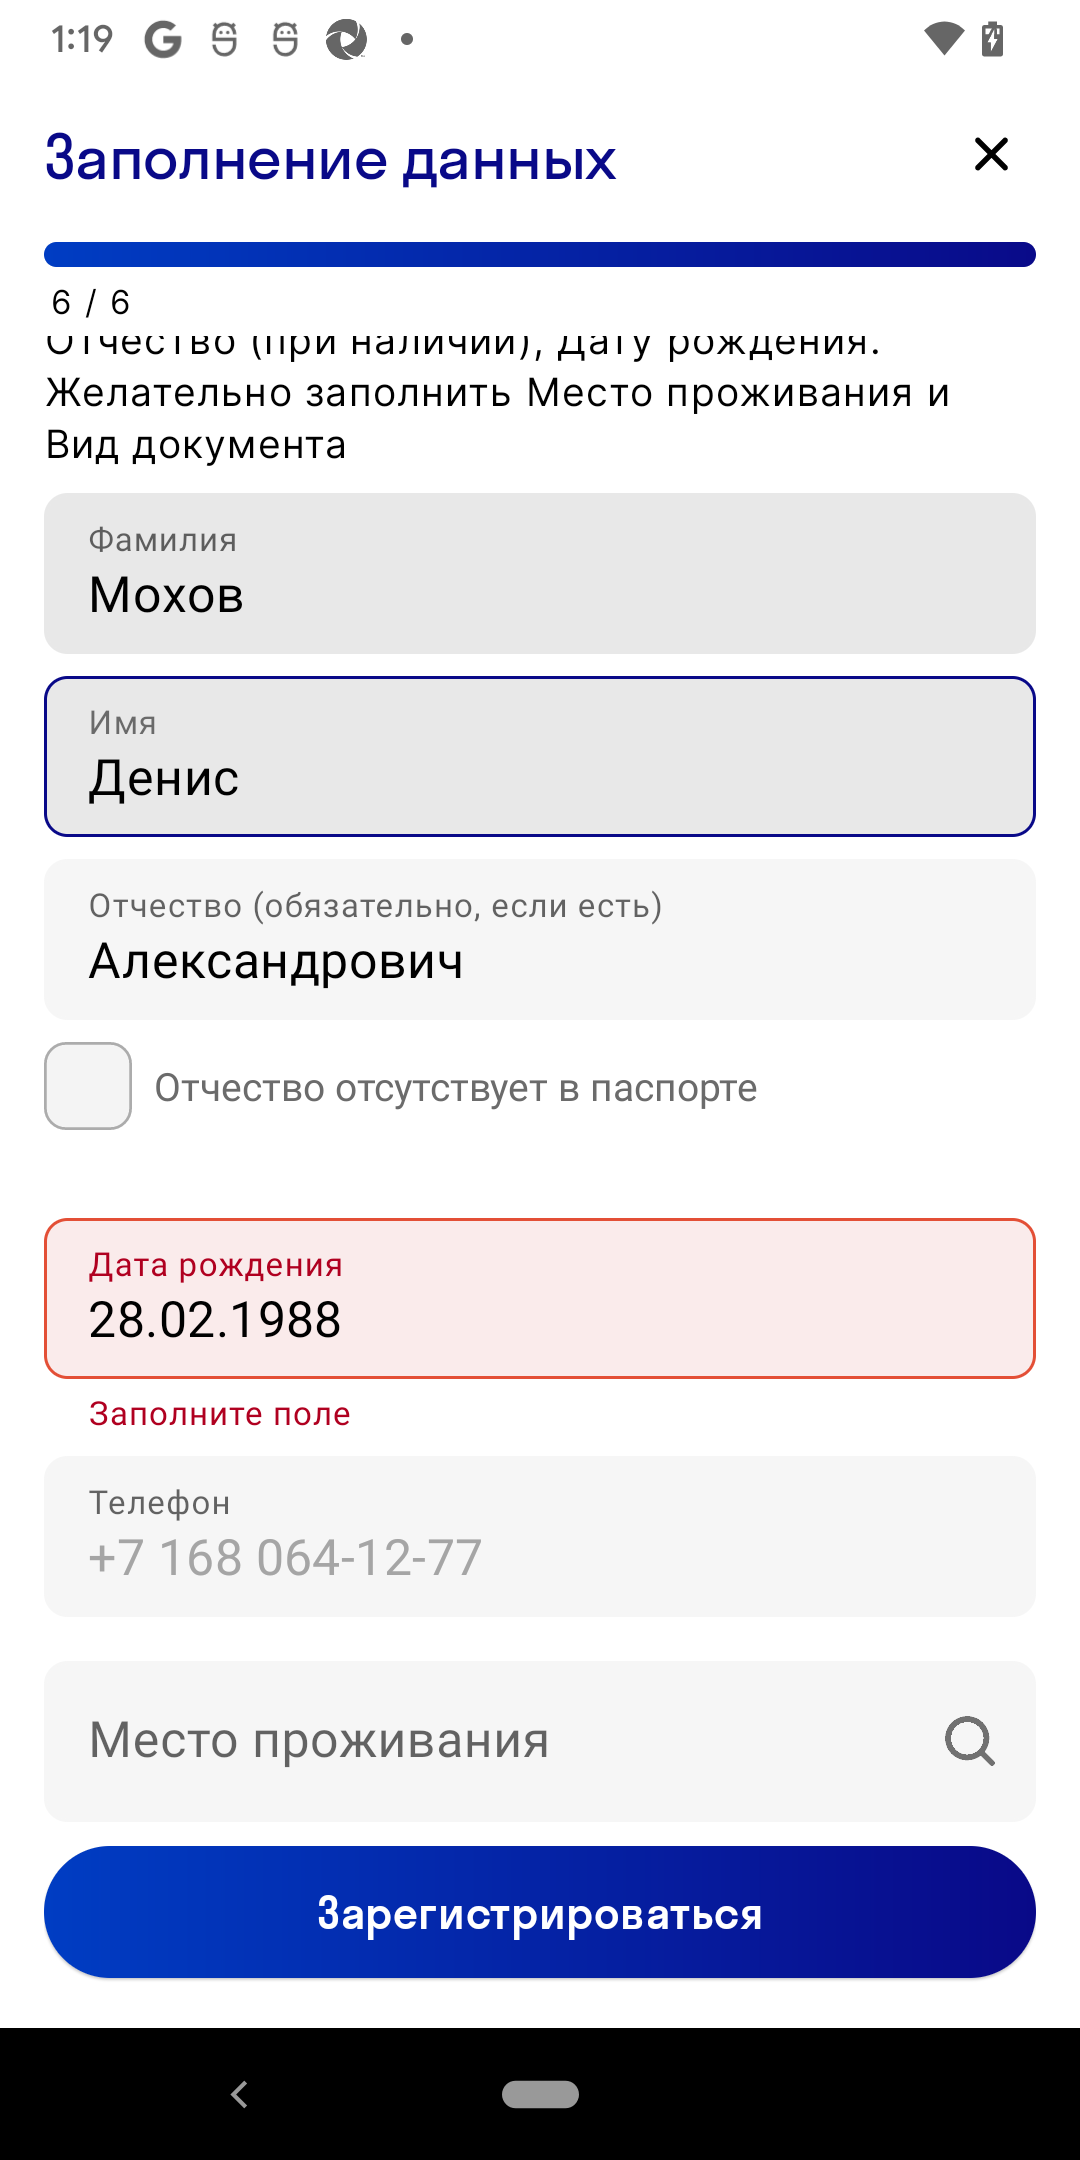 1:19
Заполнение данных
6 / 6
Отчество (при наличии), Дату рождения.
Желательно заполнить Место проживания и
Вид документа
Фамилия
Мохов
Имя
Денис
Отчество (обязательно, если есть)
Александрович
Отчество отсутствует в паспорте
Дата рождения
28.02.1988
Заполните поле
Телефон
+7 168 064-12-77
Место проживания
Зарегистрироваться